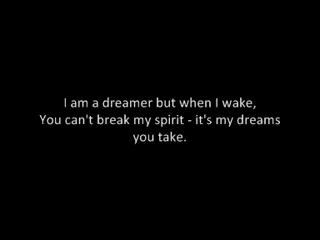 I am a dreamer but when I wake,
You can't break my spirit - it's my dreams
you take.